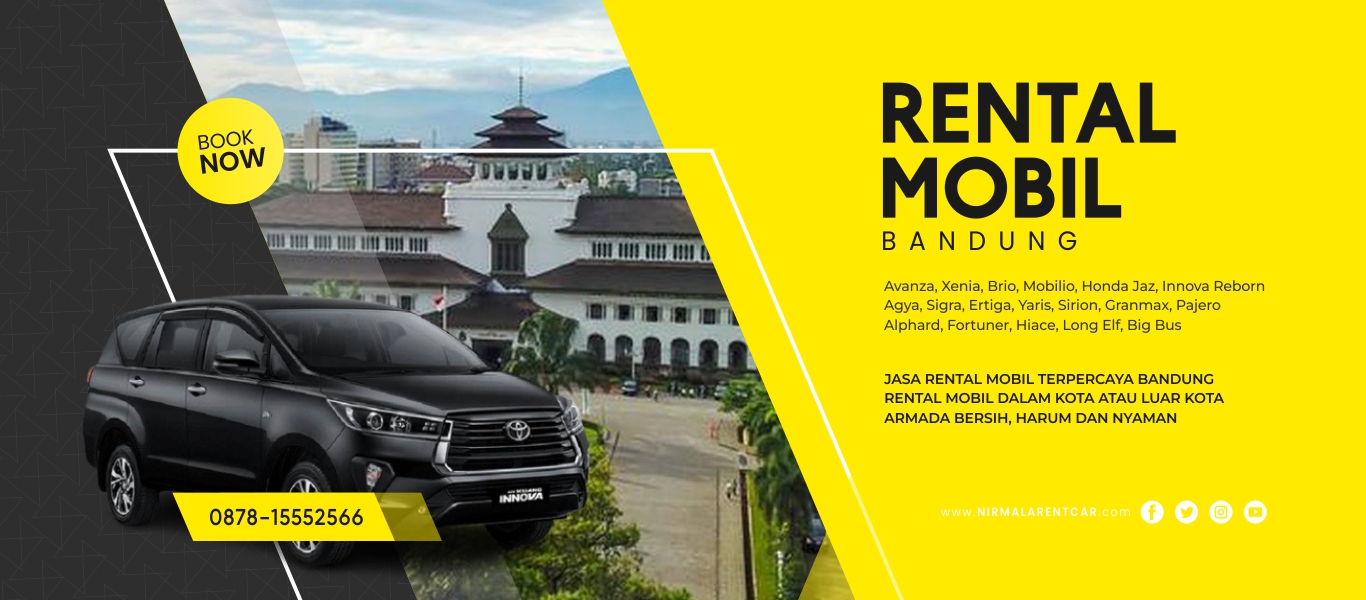 BOOK
NOW
RENTAL
MOBIL
BANDUNG
Avanza, Xenia, Brio, Mobilio, Honda Jaz, Innova Reborn
Agya, Sigra, Ertiga, Yaris, Sirion, Granmax, Pajero
Alphard, Fortuner, Hiace, Long Elf, Big Bus
JASA RENTAL MOBIL TERPERCAYA BANDUNG
RENTAL MOBIL DALAM KOTA ATAU LUAR KOTA
ARMADA BERSIH, HARUM DAN NYAMAN
INNOVA
0878-15552566
www.NIRMALARENTCAR.com